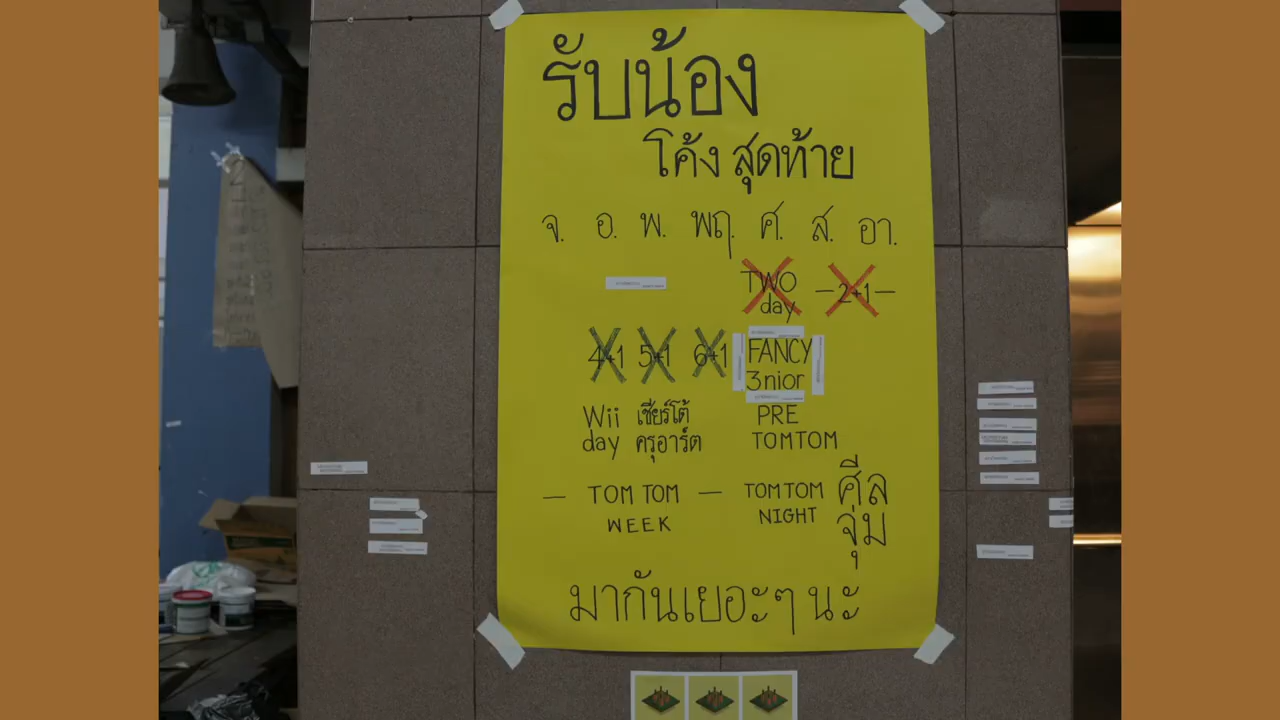 รับน้อง
โค้ง สุดท้าย
จ. อ. พ. พฤ. ศ. ส. อา.
TWO day —2+1—
4+1 5+1 6+1 FANCY 3nior
Wii day เชียร์โต้ ครุอาร์ต PRE TOMTOM
— TOM TOM WEEK — TOMTOM NIGHT ศีล จุ่ม
มากันเยอะๆ นะ